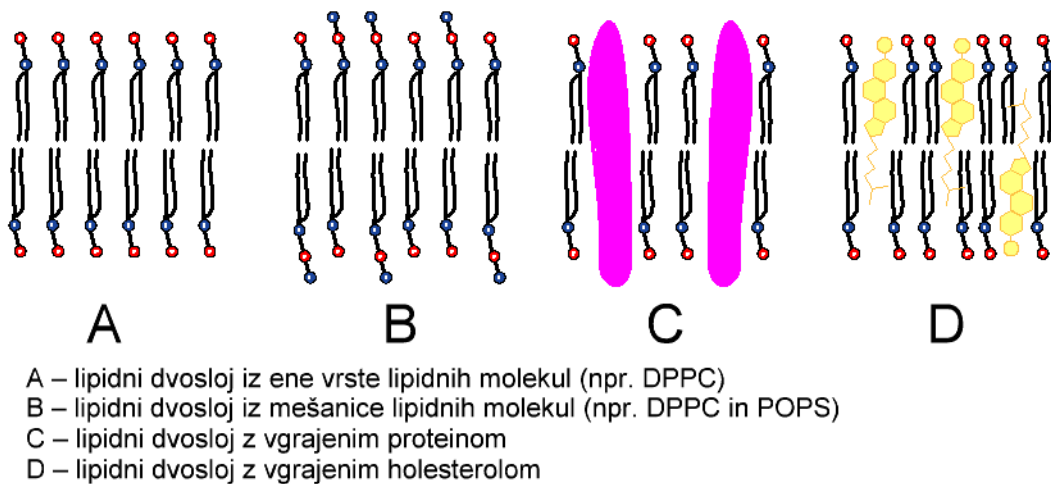 A B C D
A – lipidni dvosloj iz ene vrste lipidnih molekul (npr. DPPC)
B – lipidni dvosloj iz mešanice lipidnih molekul (npr. DPPC in POPS)
C – lipidni dvosloj z vgrajenim proteinom
D – lipidni dvosloj z vgrajenim holesterolom